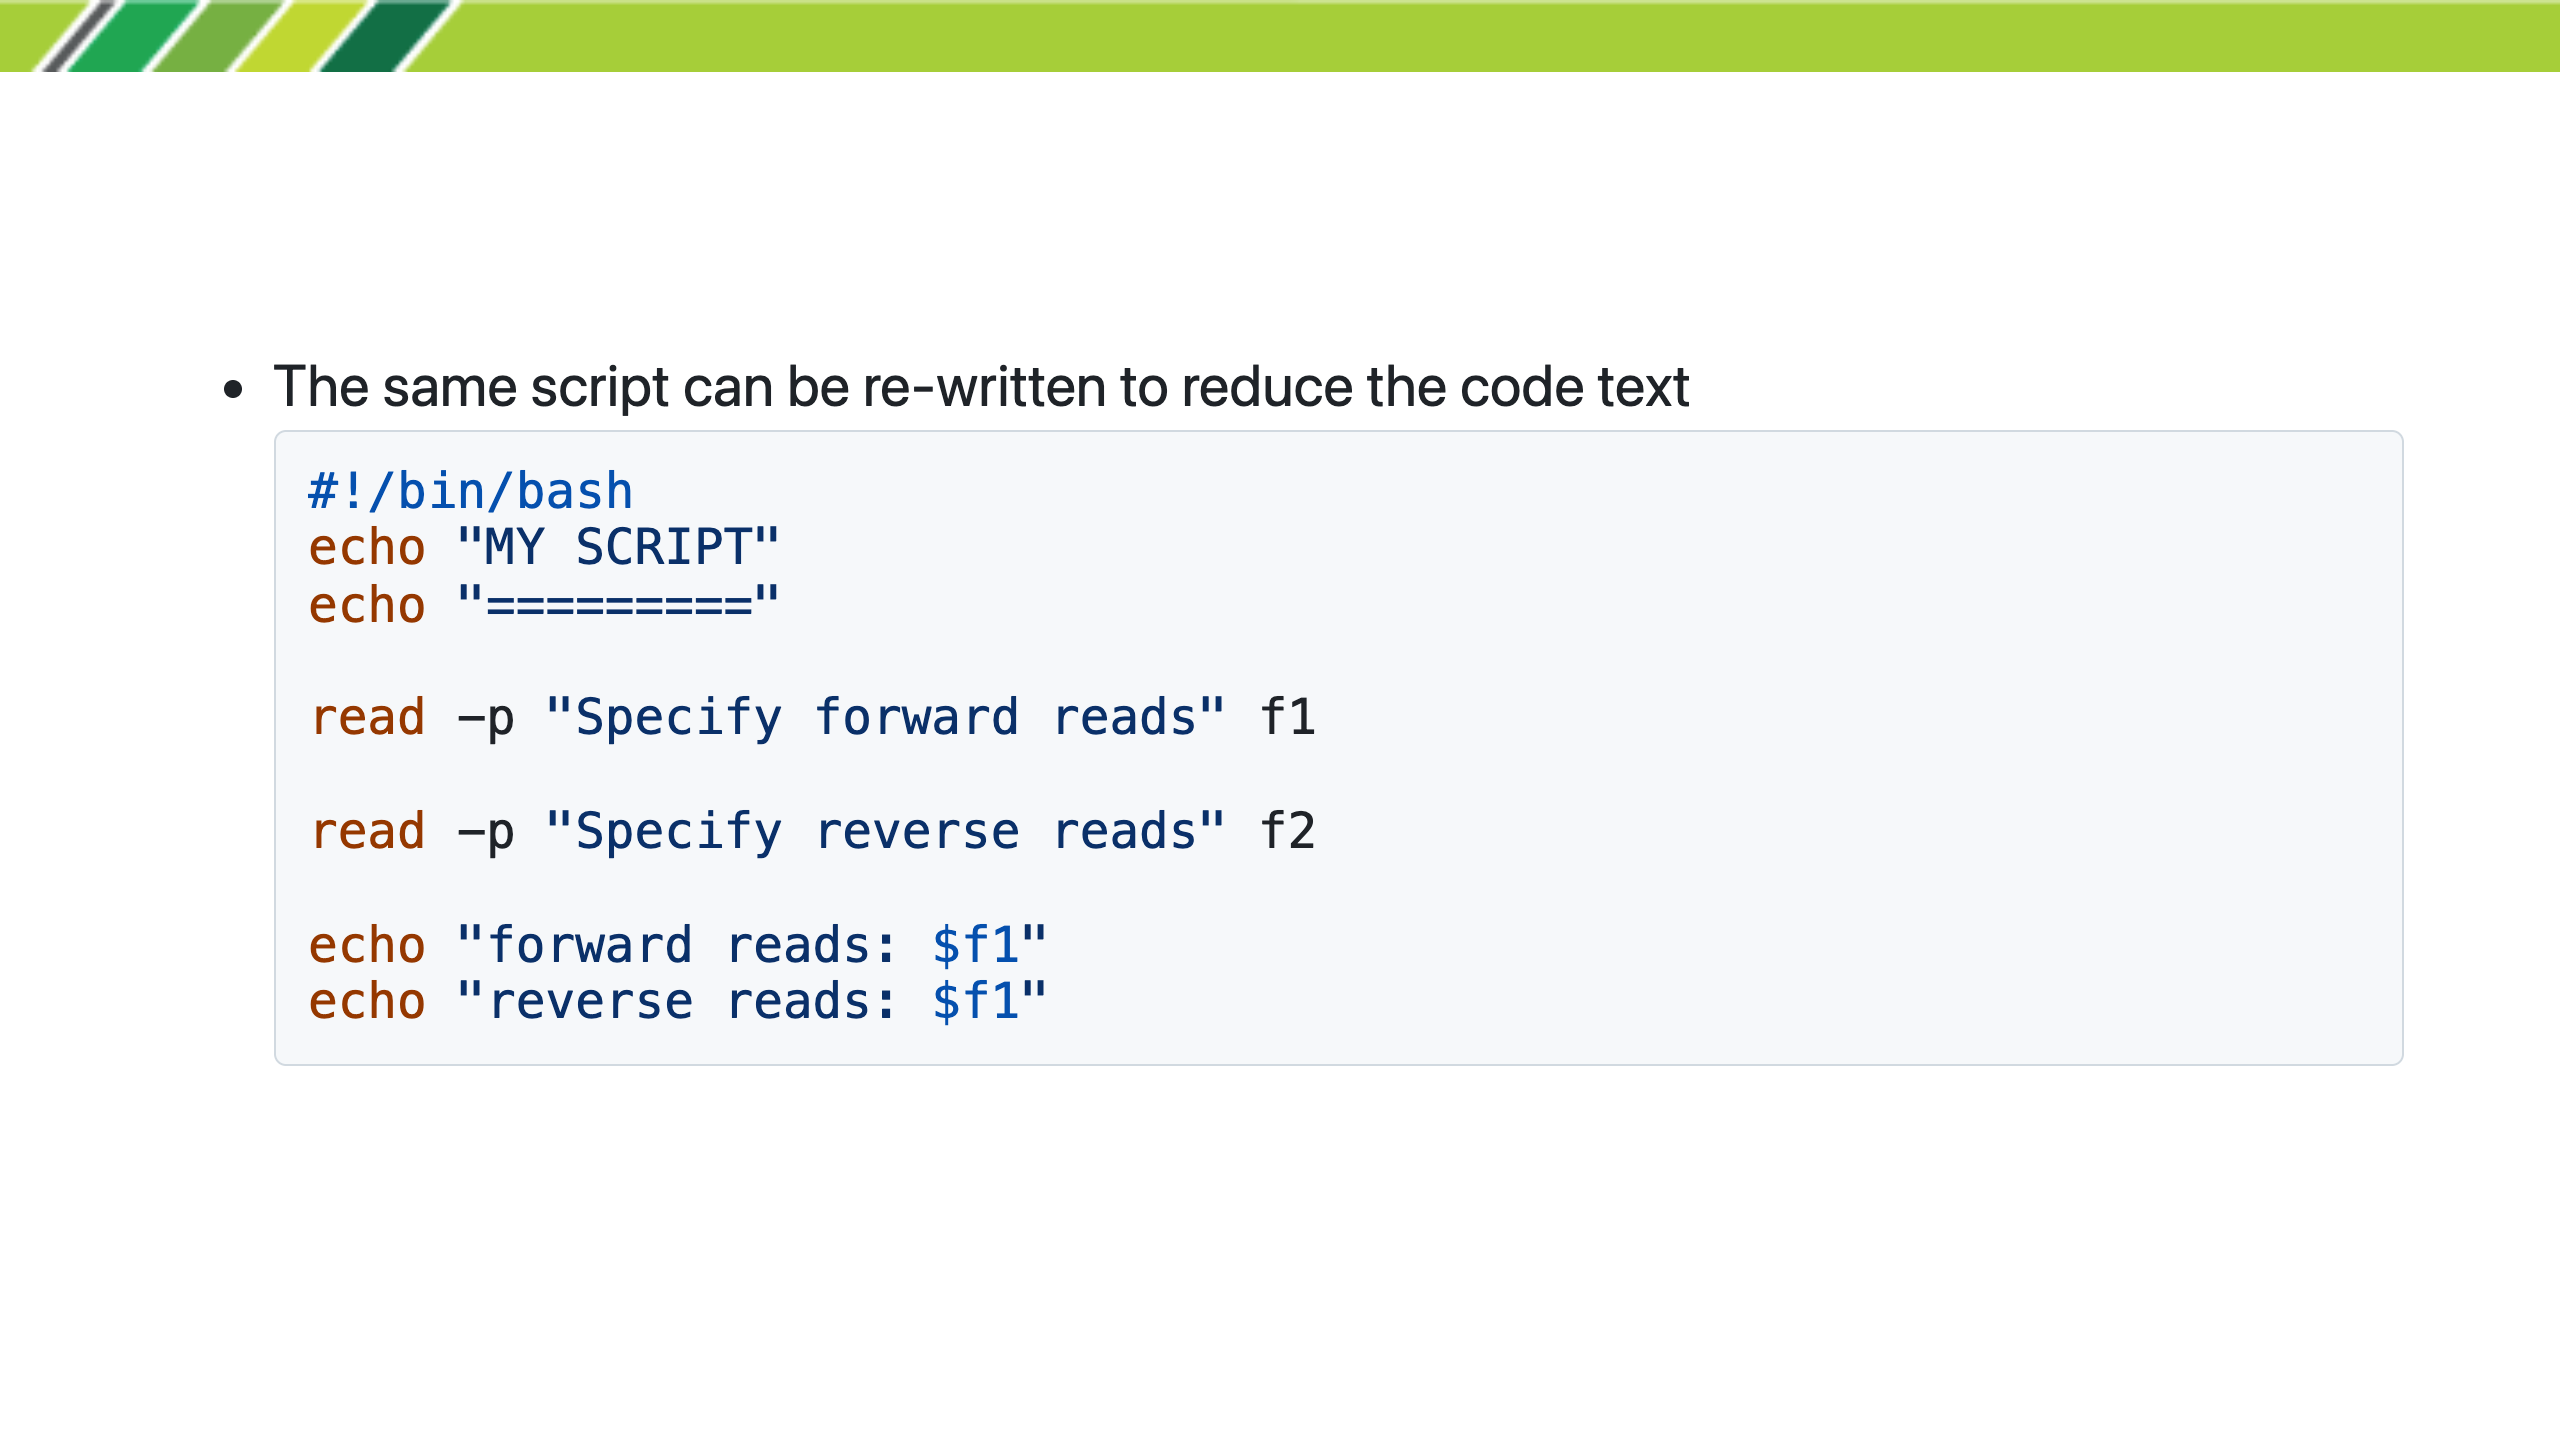 • The same script can be re-written to reduce the code text
#!/bin/bash
echo "MY SCRIPT"
echo "========="
read -p "Specify forward reads" f1
read -p "Specify reverse reads" f2
echo "forward reads: $f1"
echo "reverse reads: $f1"